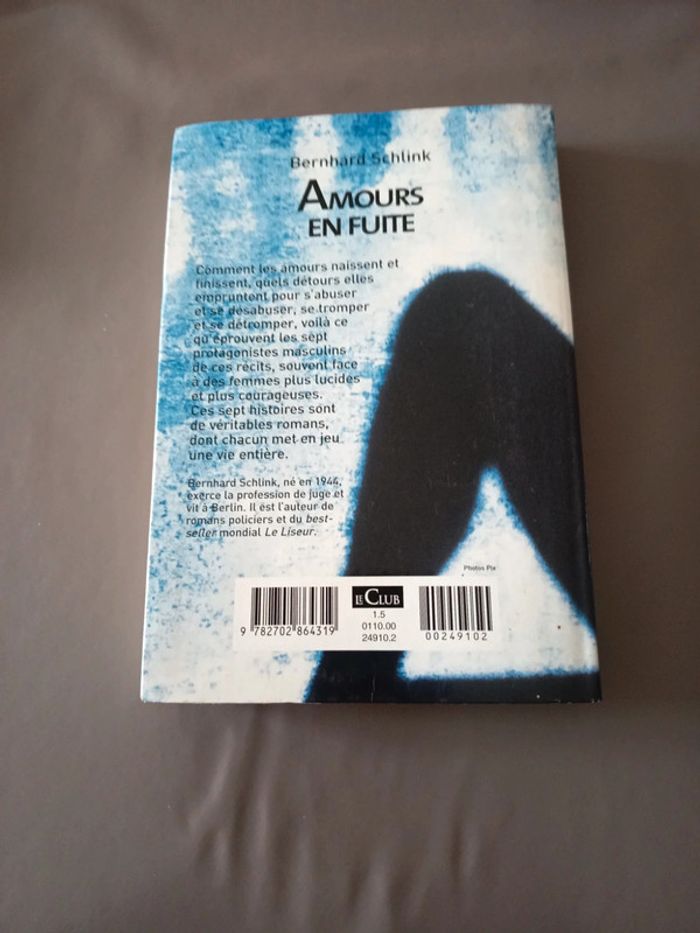 Bernhard Schlink
AMOURS
EN FUITE
Comment les amours naissent et
finissent, quels détours elles
empruntent pour s'abuser
et se désabuser, se tromper
et se détromper, voilà ce
qu'éprouvent les sept
protagonistes masculins
de ces récits, souvent face
à des femmes plus lucides
et plus courageuses.
Ces sept histoires sont
de véritables romans,
dont chacun met en jeu
une vie entière.
Bernhard Schlink, né en 1944,
exerce la profession de juge et
vit à Berlin. Il est l'auteur de
romans policiers et du best-
seller mondial Le Liseur.
Photos Pix
LE CLUB
1.5
0110.00
24910.2
9 782702 864319
00249102